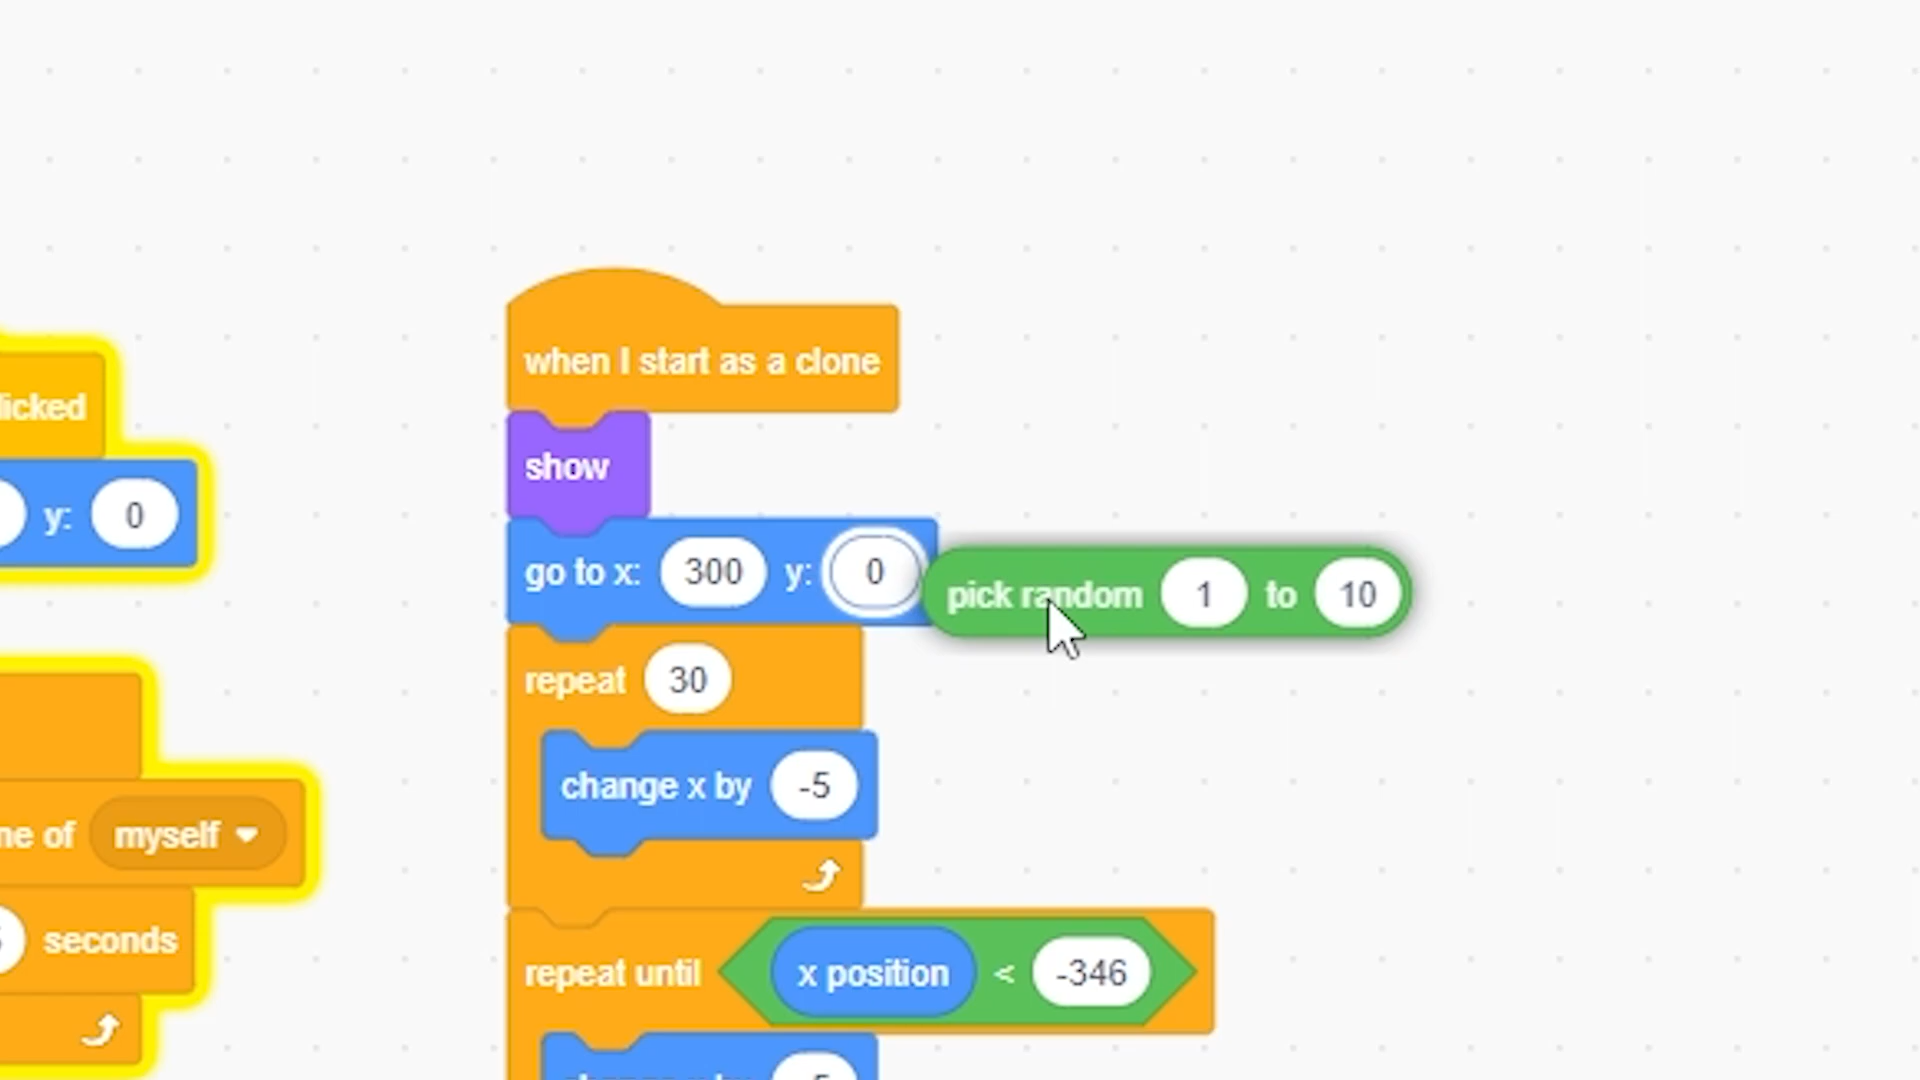 when I start as a clone
licked
show
y: 0
go to x: 300 y: 0
pick random 1 to 10
repeat 30
change x by -5
ne of myself
seconds
repeat until x position < -346